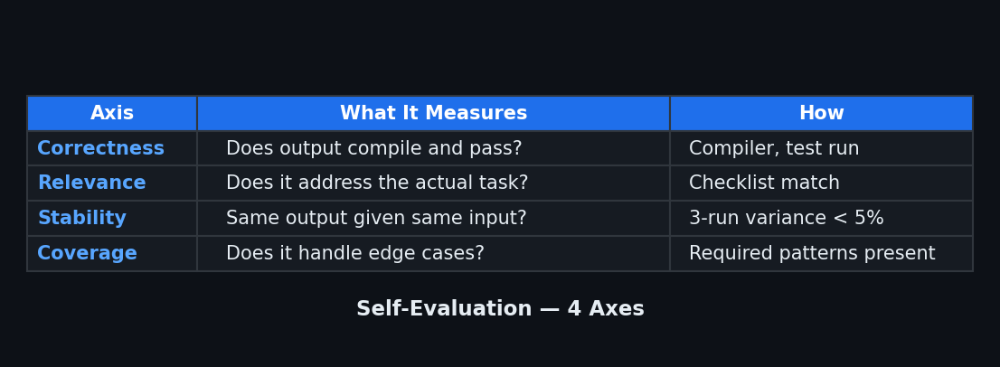 Axis What It Measures How
Correctness Does output compile and pass? Compiler, test run
Relevance Does it address the actual task? Checklist match
Stability Same output given same input? 3-run variance < 5%
Coverage Does it handle edge cases? Required patterns present
Self-Evaluation — 4 Axes